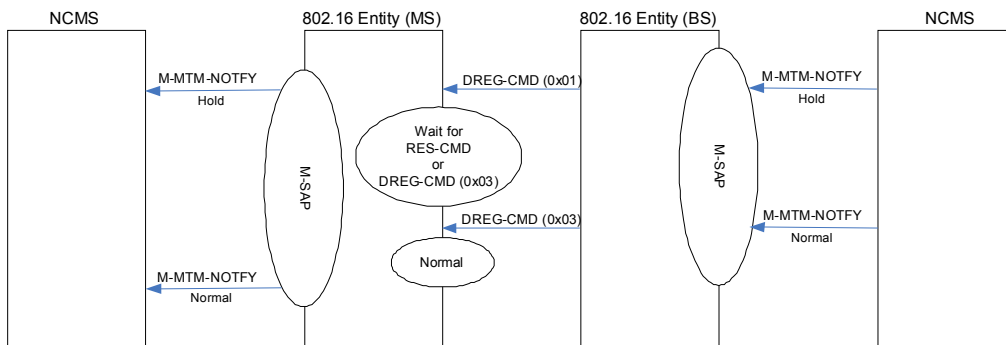 NCMS
802.16 Entity (MS)
802.16 Entity (BS)
NCMS
M-MTM-NOTFY
Hold
DREG-CMD (0x01)
M-MTM-NOTFY
Hold
Wait for
RES-CMD
or
DREG-CMD (0x03)
M-SAP
M-SAP
DREG-CMD (0x03)
M-MTM-NOTFY
Normal
Normal
M-MTM-NOTFY
Normal